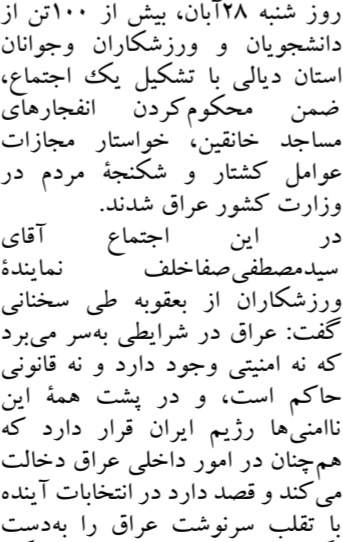 روز شنبه ۲۸آبان، بیش از ۱۰۰تن از
دانشجویان و ورزشکاران وجوانان
استان دیالی با تشکیل یك اجتماع،
ضمن محکوم‌کردن انفجارهای
مساجد خانقین، خواستار مجازات
عوامل کشتار و شکنجهٔ مردم در
وزارت کشور عراق شدند.
در این اجتماع آقای
سیدمصطفی‌صفاخلف نمایندهٔ
ورزشکاران از بعقوبه طی سخنانی
گفت: عراق در شرایطی به‌سر می‌برد
که نه امنیتی وجود دارد و نه قانونی
حاکم است، و در پشت همهٔ این
ناامنی‌ها رژیم ایران قرار دارد که
هم‌چنان در امور داخلی عراق دخالت
می‌کند و قصد دارد در انتخابات آینده
با تقلب سرنوشت عراق را به‌دست